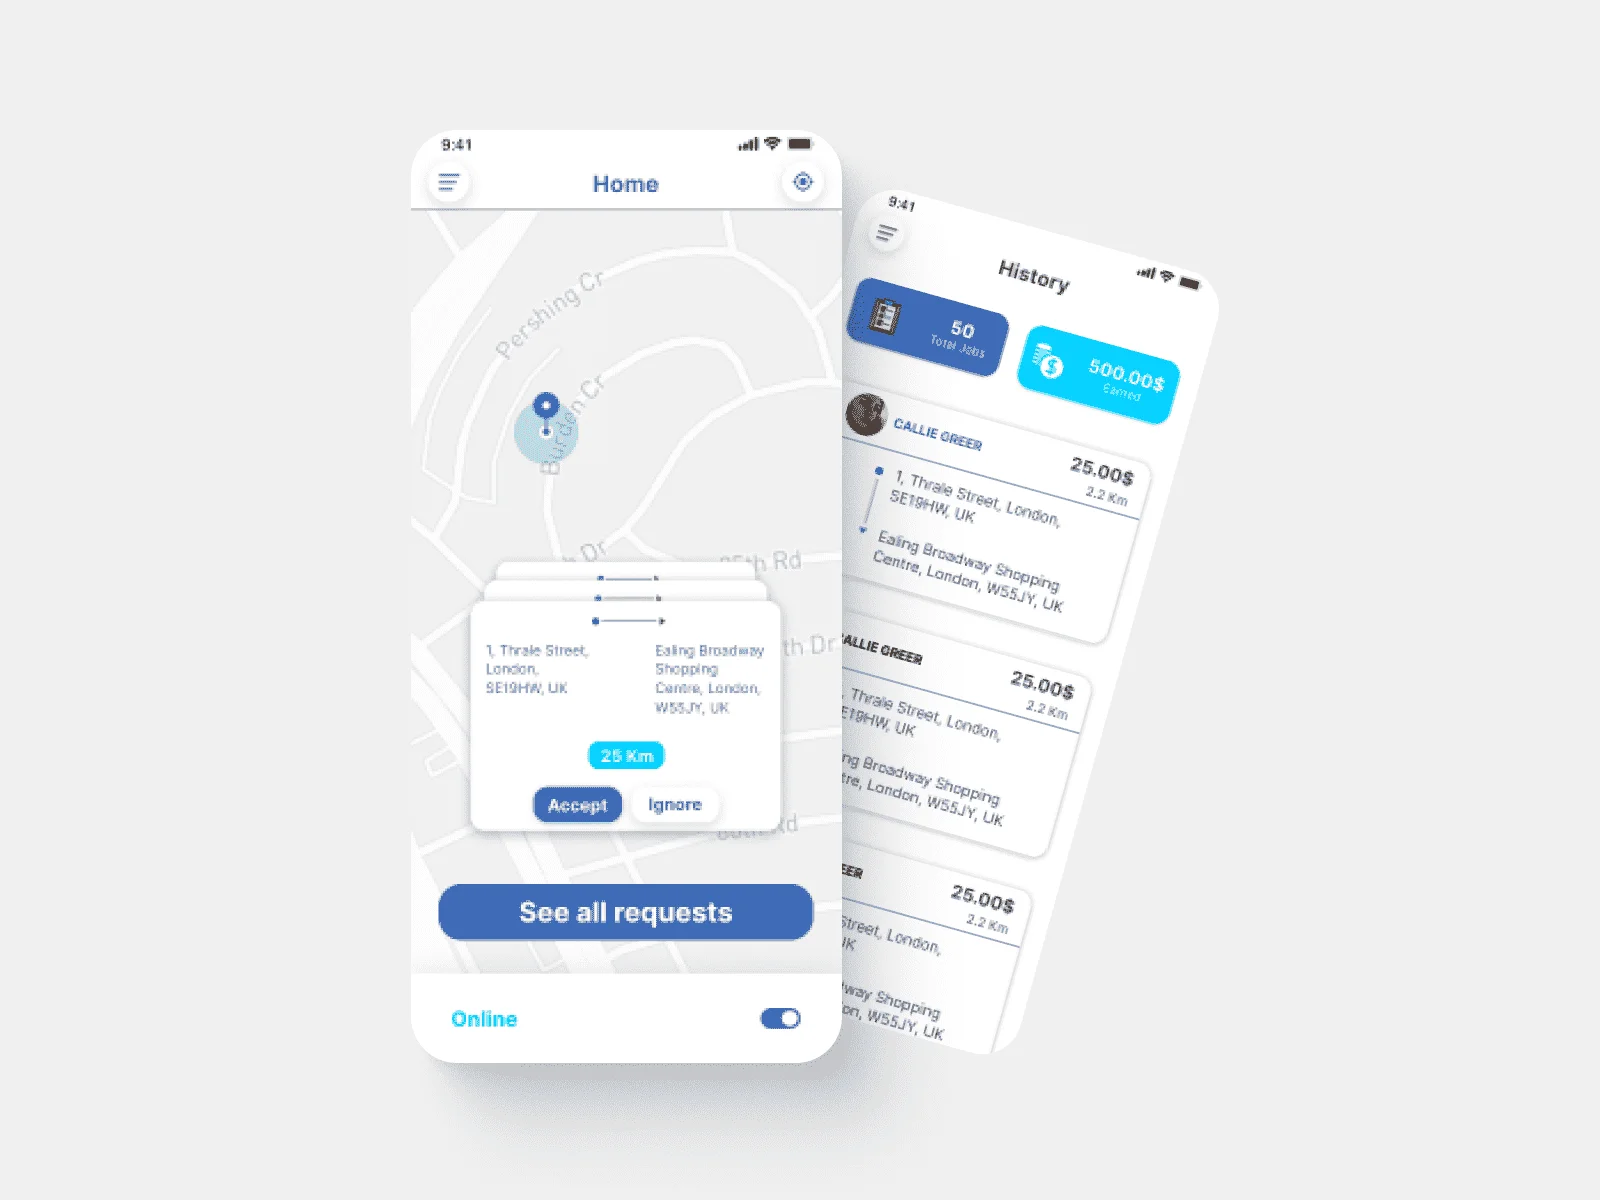 9:41
Home
Pershing Cr
Burden Cr
h Dr
85th Rd
th Dr
1, Thrale Street,
London,
SE19HW, UK
Ealing Broadway
Shopping
Centre, London,
W55JY, UK
25 Km
Accept
Ignore
Rd
See all requests
Online
9:41
History
50
Total Jobs
500.00$
Earned
CALLIE GREER
25.00$
2.2 Km
1, Thrale Street, London,
SE19HW, UK
Ealing Broadway Shopping
Centre, London, W55JY, UK
ALLIE GREER
25.00$
2.2 Km
, Thrale Street, London,
E19HW, UK
ng Broadway Shopping
tre, London, W55JY, UK
EER
25.00$
2.2 Km
Street, London,
UK
way Shopping
on, W55JY, UK